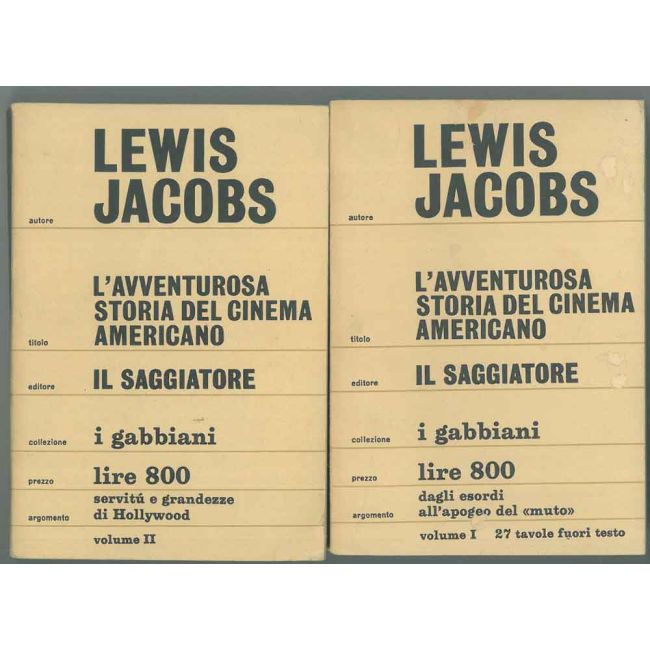 LEWIS
autore JACOBS
L'AVVENTUROSA
STORIA DEL CINEMA
titolo AMERICANO
editore IL SAGGIATORE
collezione i gabbiani
prezzo lire 800
servitú e grandezze
argomento di Hollywood
volume II
LEWIS
autore JACOBS
L'AVVENTUROSA
STORIA DEL CINEMA
titolo AMERICANO
editore IL SAGGIATORE
collezione i gabbiani
prezzo lire 800
dagli esordi
argomento all'apogeo del «muto»
volume I 27 tavole fuori testo